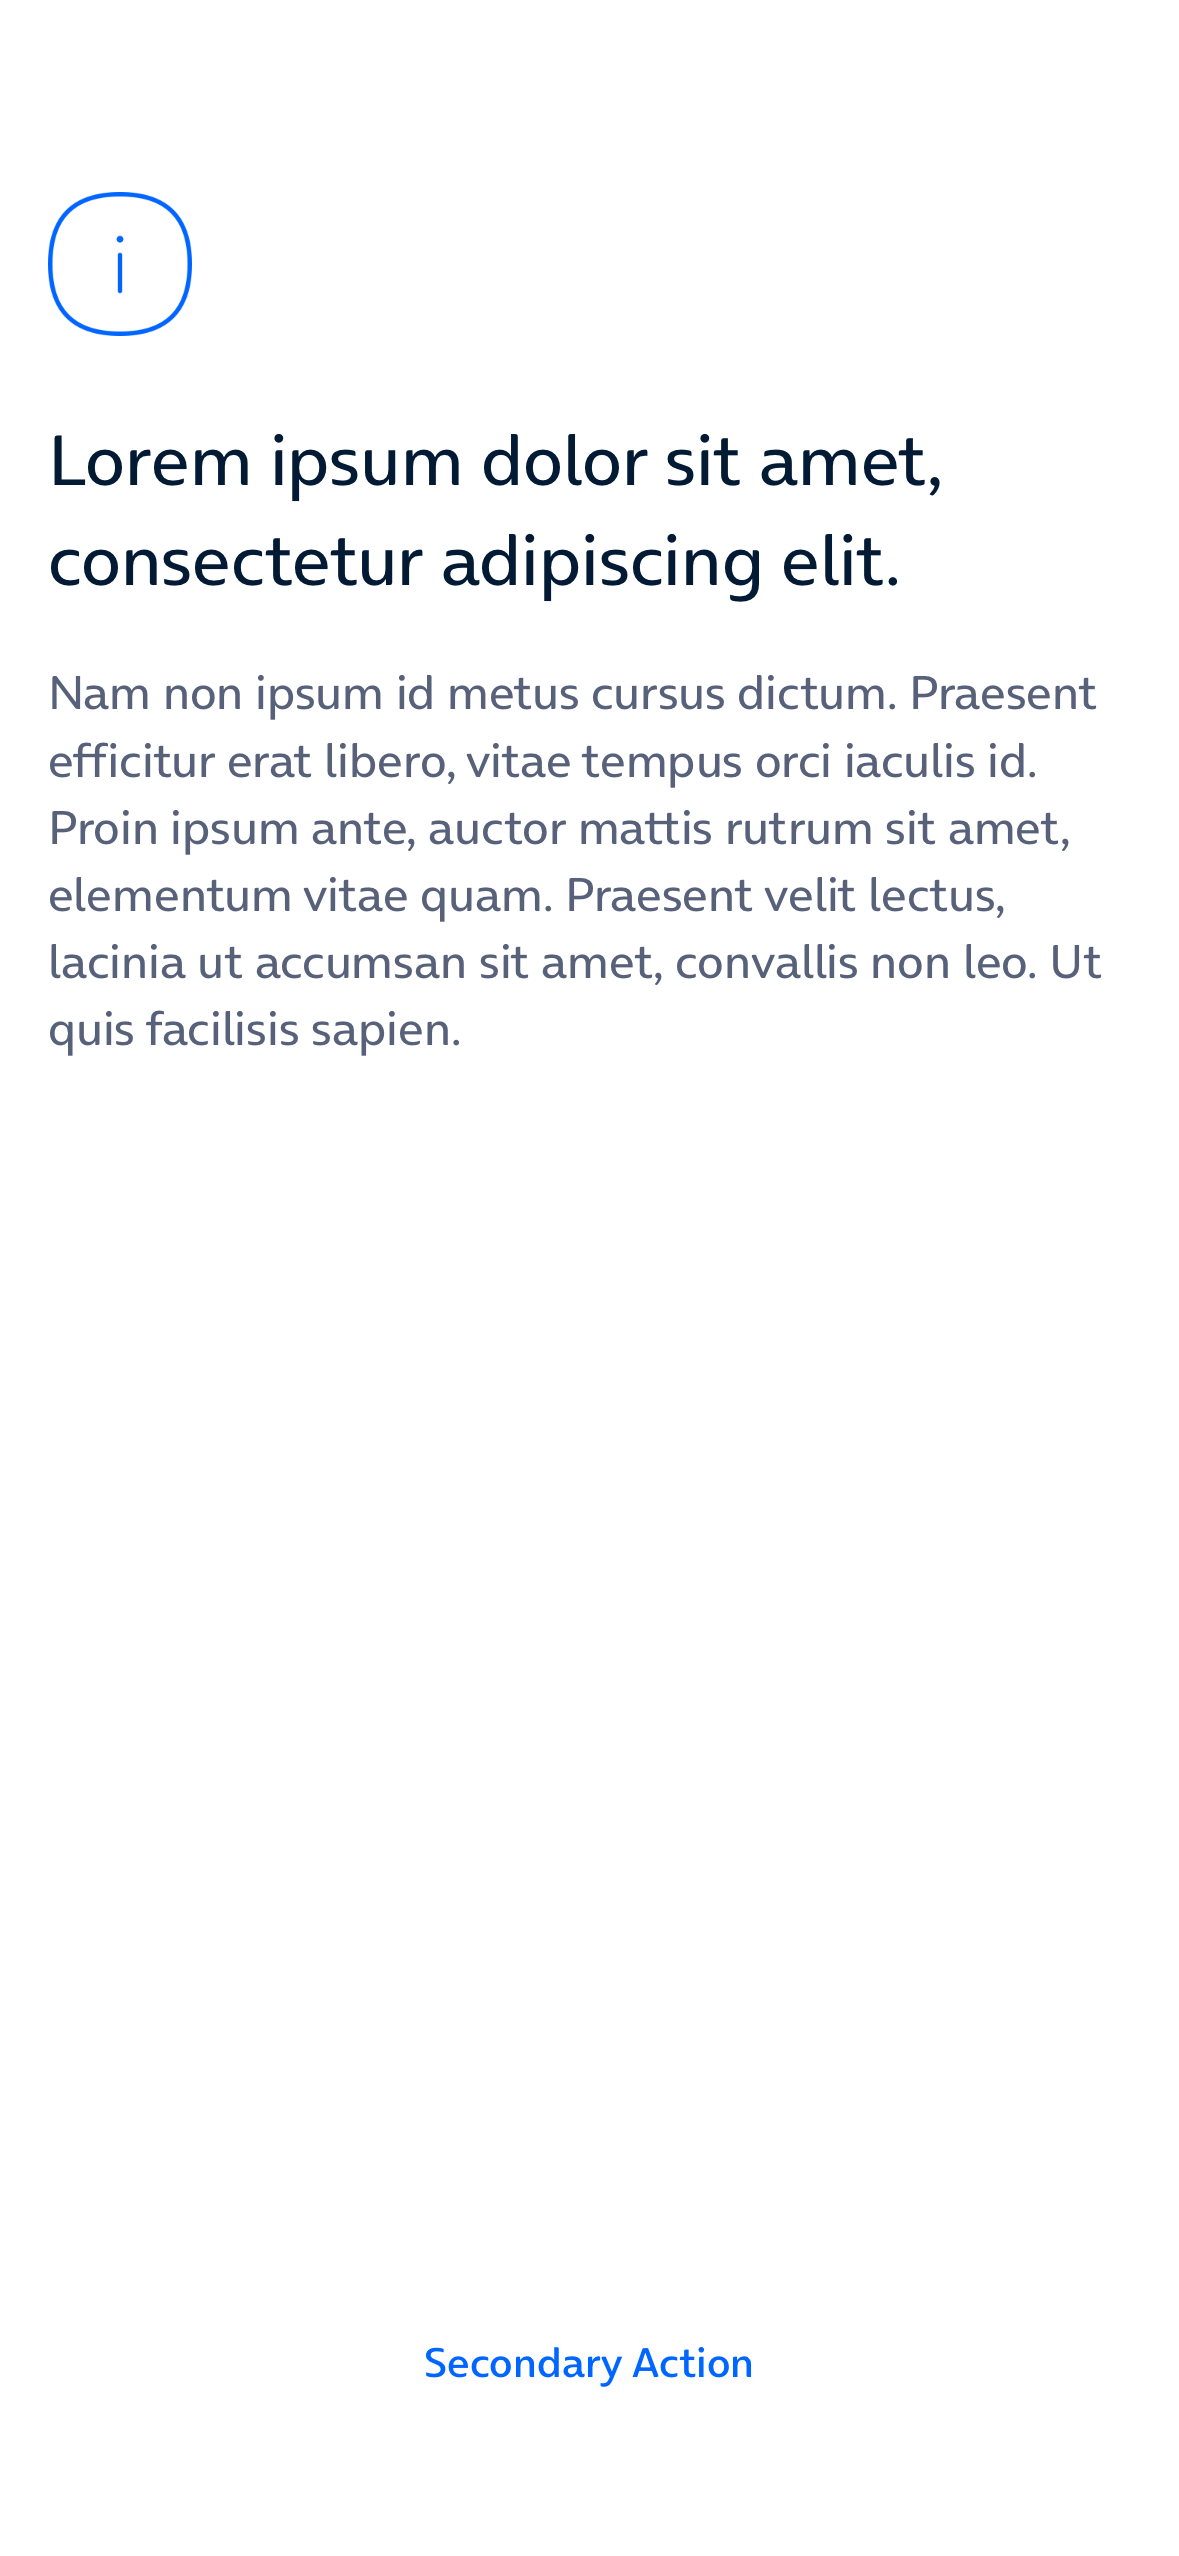 i
Lorem ipsum dolor sit amet,
consectetur adipiscing elit.
Nam non ipsum id metus cursus dictum. Praesent
efficitur erat libero, vitae tempus orci iaculis id.
Proin ipsum ante, auctor mattis rutrum sit amet,
elementum vitae quam. Praesent velit lectus,
lacinia ut accumsan sit amet, convallis non leo. Ut
quis facilisis sapien.
Secondary Action